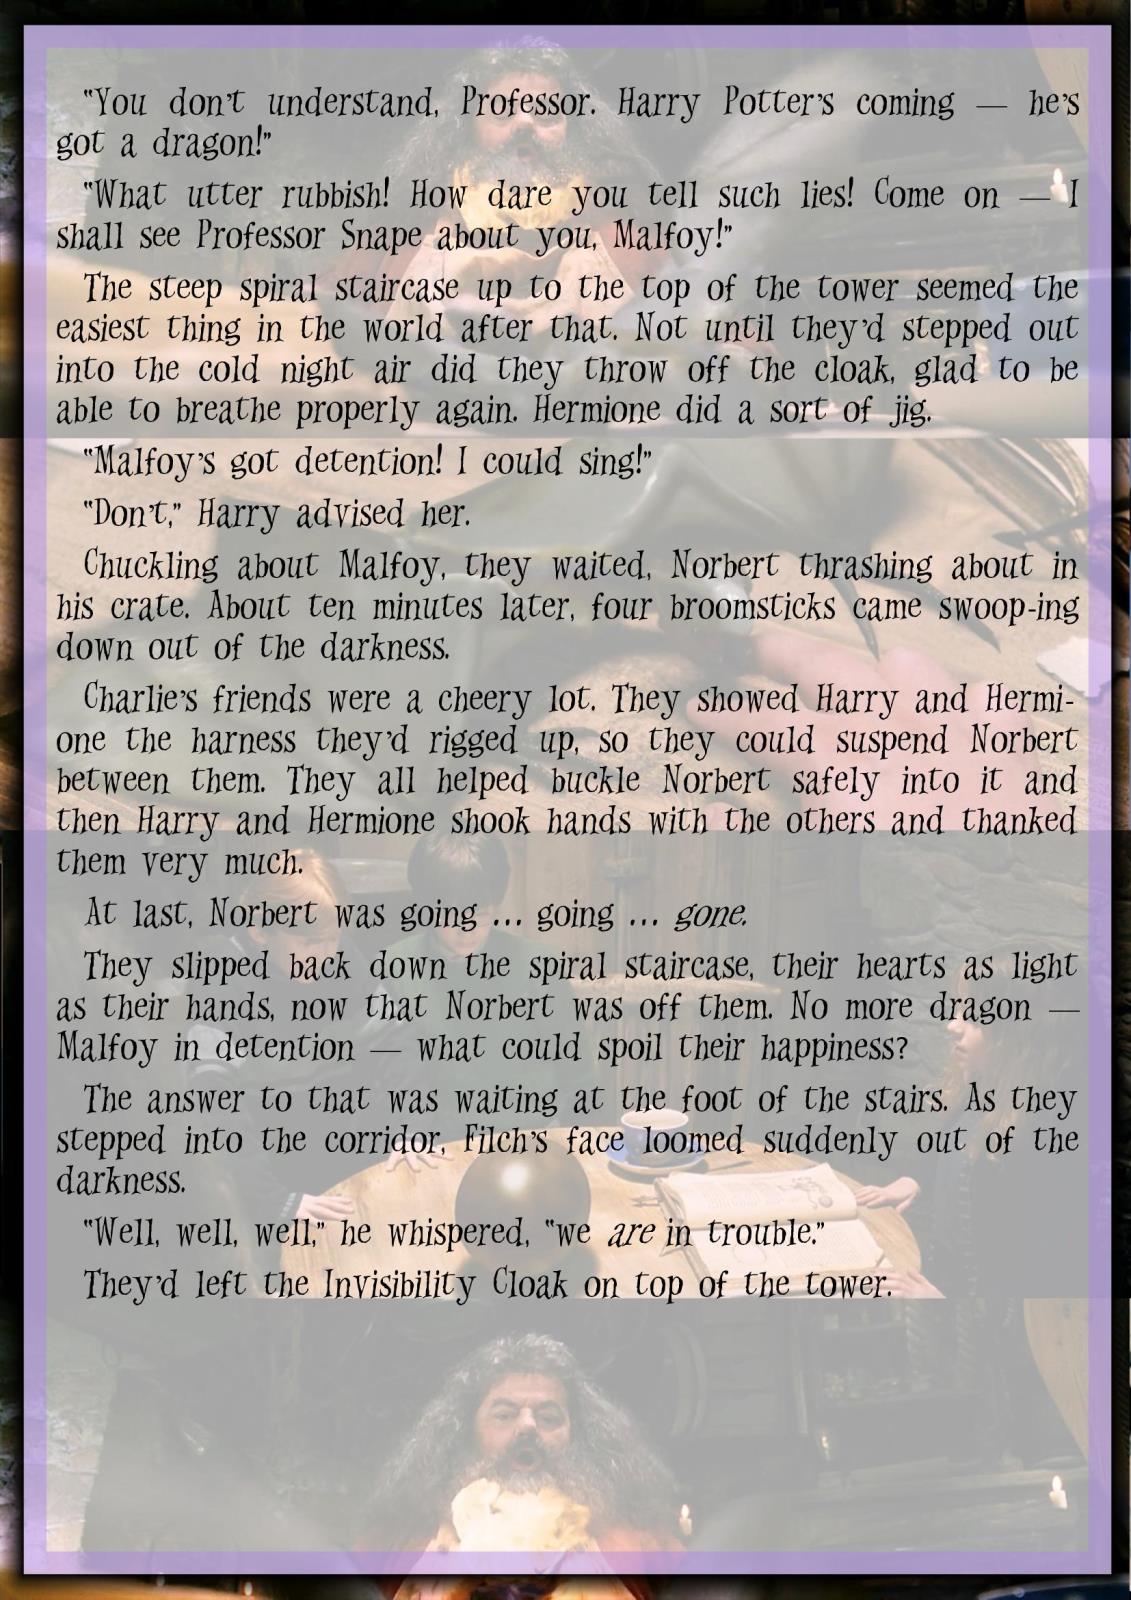 "You don't understand, Professor. Harry Potter's coming — he's
got a dragon!"
"What utter rubbish! How dare you tell such lies! Come on — I
shall see Professor Snape about you, Malfoy!"
The steep spiral staircase up to the top of the tower seemed the
easiest thing in the world after that. Not until they'd stepped out
into the cold night air did they throw off the cloak, glad to be
able to breathe properly again. Hermione did a sort of jig.
"Malfoy's got detention! I could sing!"
"Don't," Harry advised her.
Chuckling about Malfoy, they waited, Norbert thrashing about in
his crate. About ten minutes later, four broomsticks came swoop-ing
down out of the darkness.
Charlie's friends were a cheery lot. They showed Harry and Hermi-
one the harness they'd rigged up, so they could suspend Norbert
between them. They all helped buckle Norbert safely into it and
then Harry and Hermione shook hands with the others and thanked
them very much.
At last, Norbert was going ... going ... gone.
They slipped back down the spiral staircase, their hearts as light
as their hands, now that Norbert was off them. No more dragon —
Malfoy in detention — what could spoil their happiness?
The answer to that was waiting at the foot of the stairs. As they
stepped into the corridor, Filch's face loomed suddenly out of the
darkness.
"Well, well, well," he whispered, "we are in trouble."
They'd left the Invisibility Cloak on top of the tower.